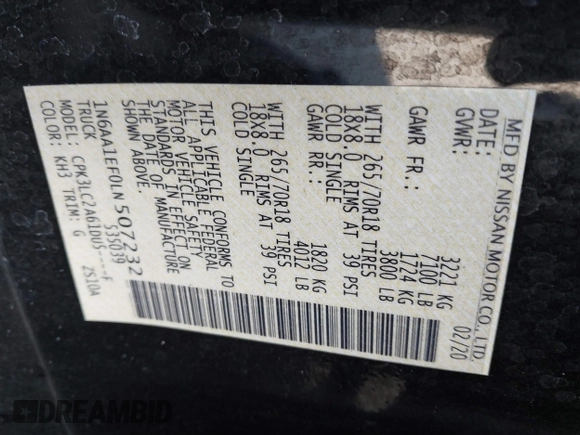 MFD BY NISSAN MOTOR CO., LTD
DATE: 02/20
GVWR: 3221 KG
7100 LB
GAWR FR: 1724 KG
3800 LB
WITH 265/70R18 TIRES
18X8.0 RIMS AT 39 PSI
COLD SINGLE
GAWR RR: 1820 KG
4012 LB
WITH 265/70R18 TIRES
18X8.0 RIMS AT 39 PSI
COLD SINGLE
THIS VEHICLE CONFORMS TO
ALL APPLICABLE FEDERAL
MOTOR VEHICLE SAFETY
STANDARDS IN EFFECT ON
THE DATE OF MANUFACTURE
SHOWN ABOVE.
1N6AA1EF0LN507232
TRUCK 535039
MODEL: CPK3LC2A61DUS----F
COLOR: KH3 TRIM: G 2S10A
DREAMBID